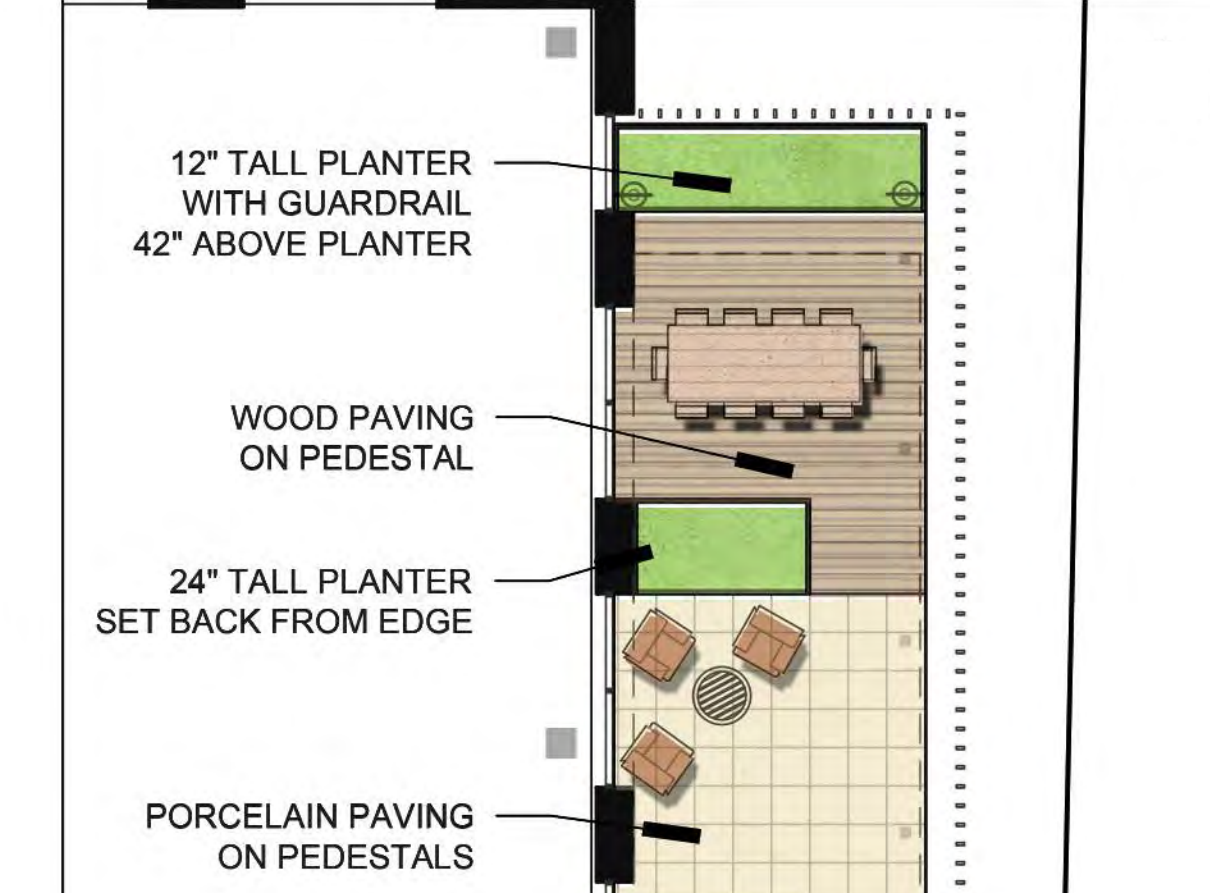 12" TALL PLANTER
WITH GUARDRAIL
42" ABOVE PLANTER
WOOD PAVING
ON PEDESTAL
24" TALL PLANTER
SET BACK FROM EDGE
PORCELAIN PAVING
ON PEDESTALS